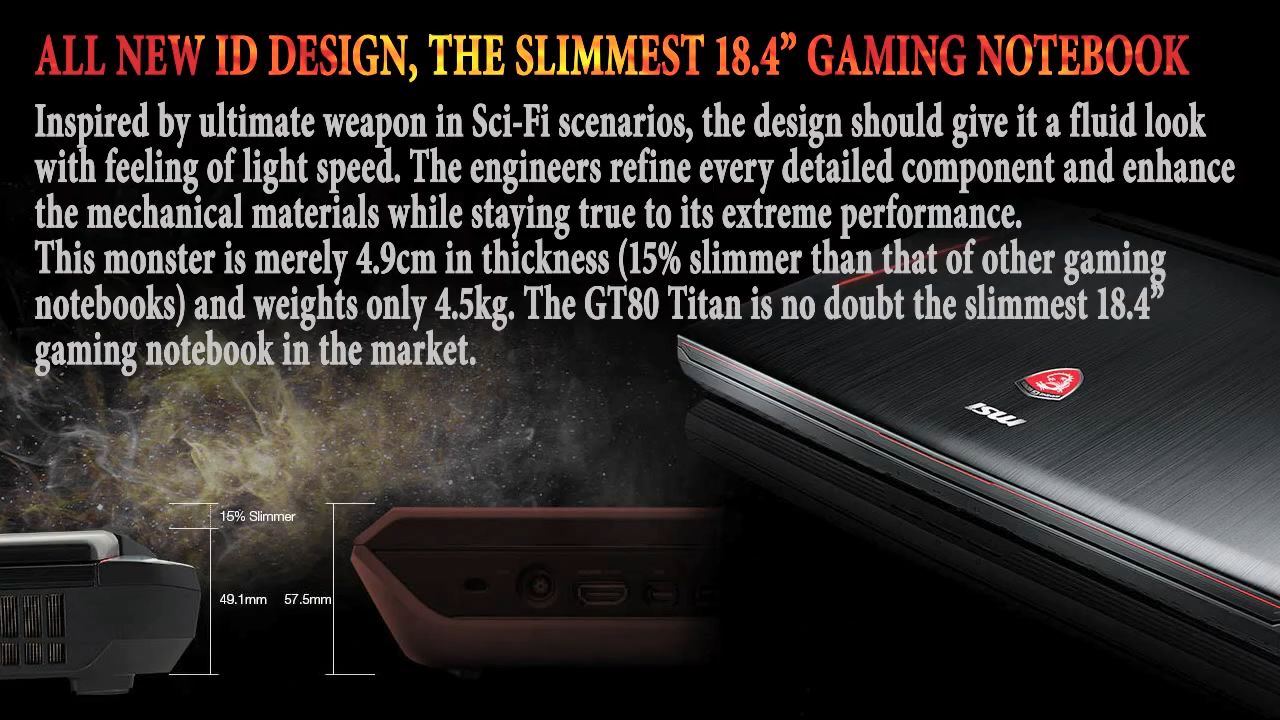 ALL NEW ID DESIGN, THE SLIMMEST 18.4” GAMING NOTEBOOK
Inspired by ultimate weapon in Sci-Fi scenarios, the design should give it a fluid look
with feeling of light speed. The engineers refine every detailed component and enhance
the mechanical materials while staying true to its extreme performance.
This monster is merely 4.9cm in thickness (15% slimmer than that of other gaming
notebooks) and weights only 4.5kg. The GT80 Titan is no doubt the slimmest 18.4”
gaming notebook in the market.
msi
15% Slimmer
49.1mm 57.5mm